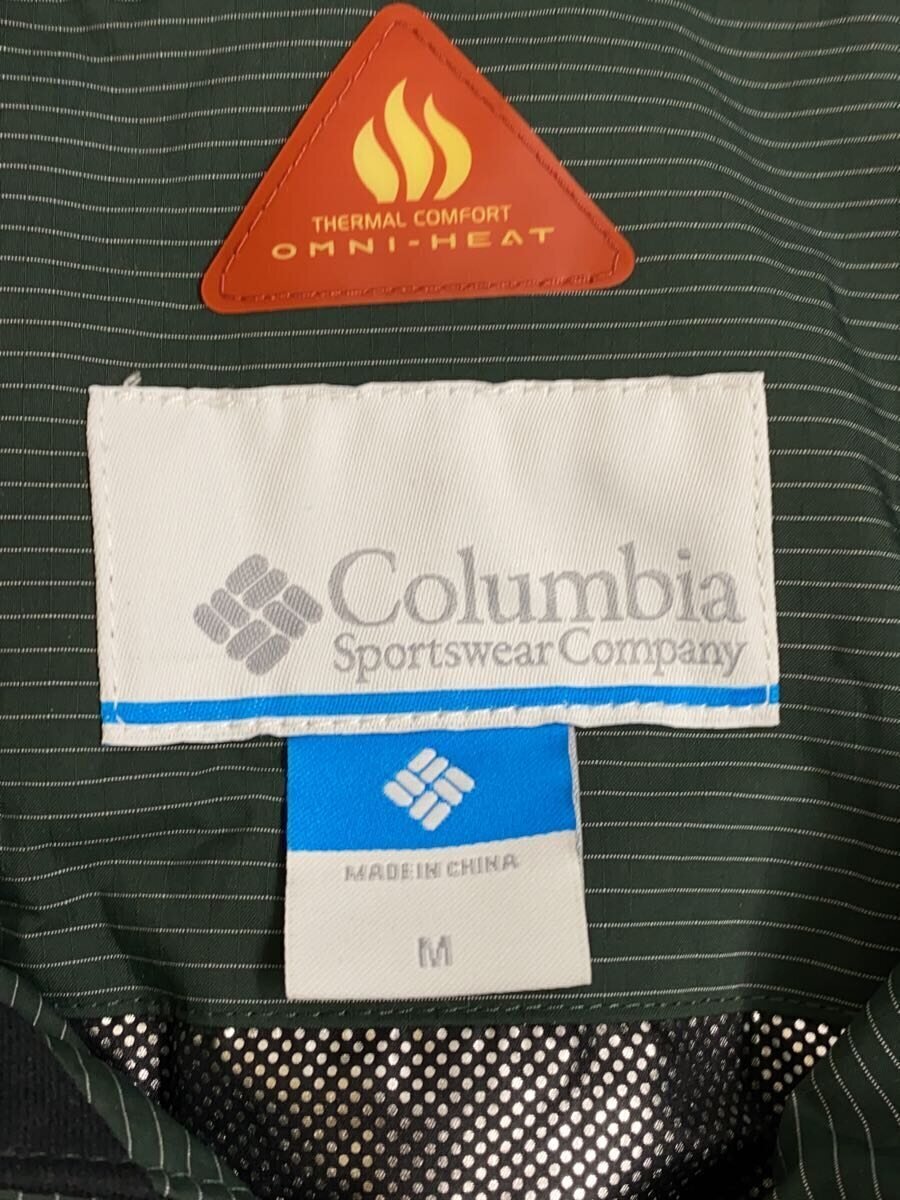 THERMAL COMFORT
OMNI-HEAT
Columbia
Sportswear Company
MADE IN CHINA
M